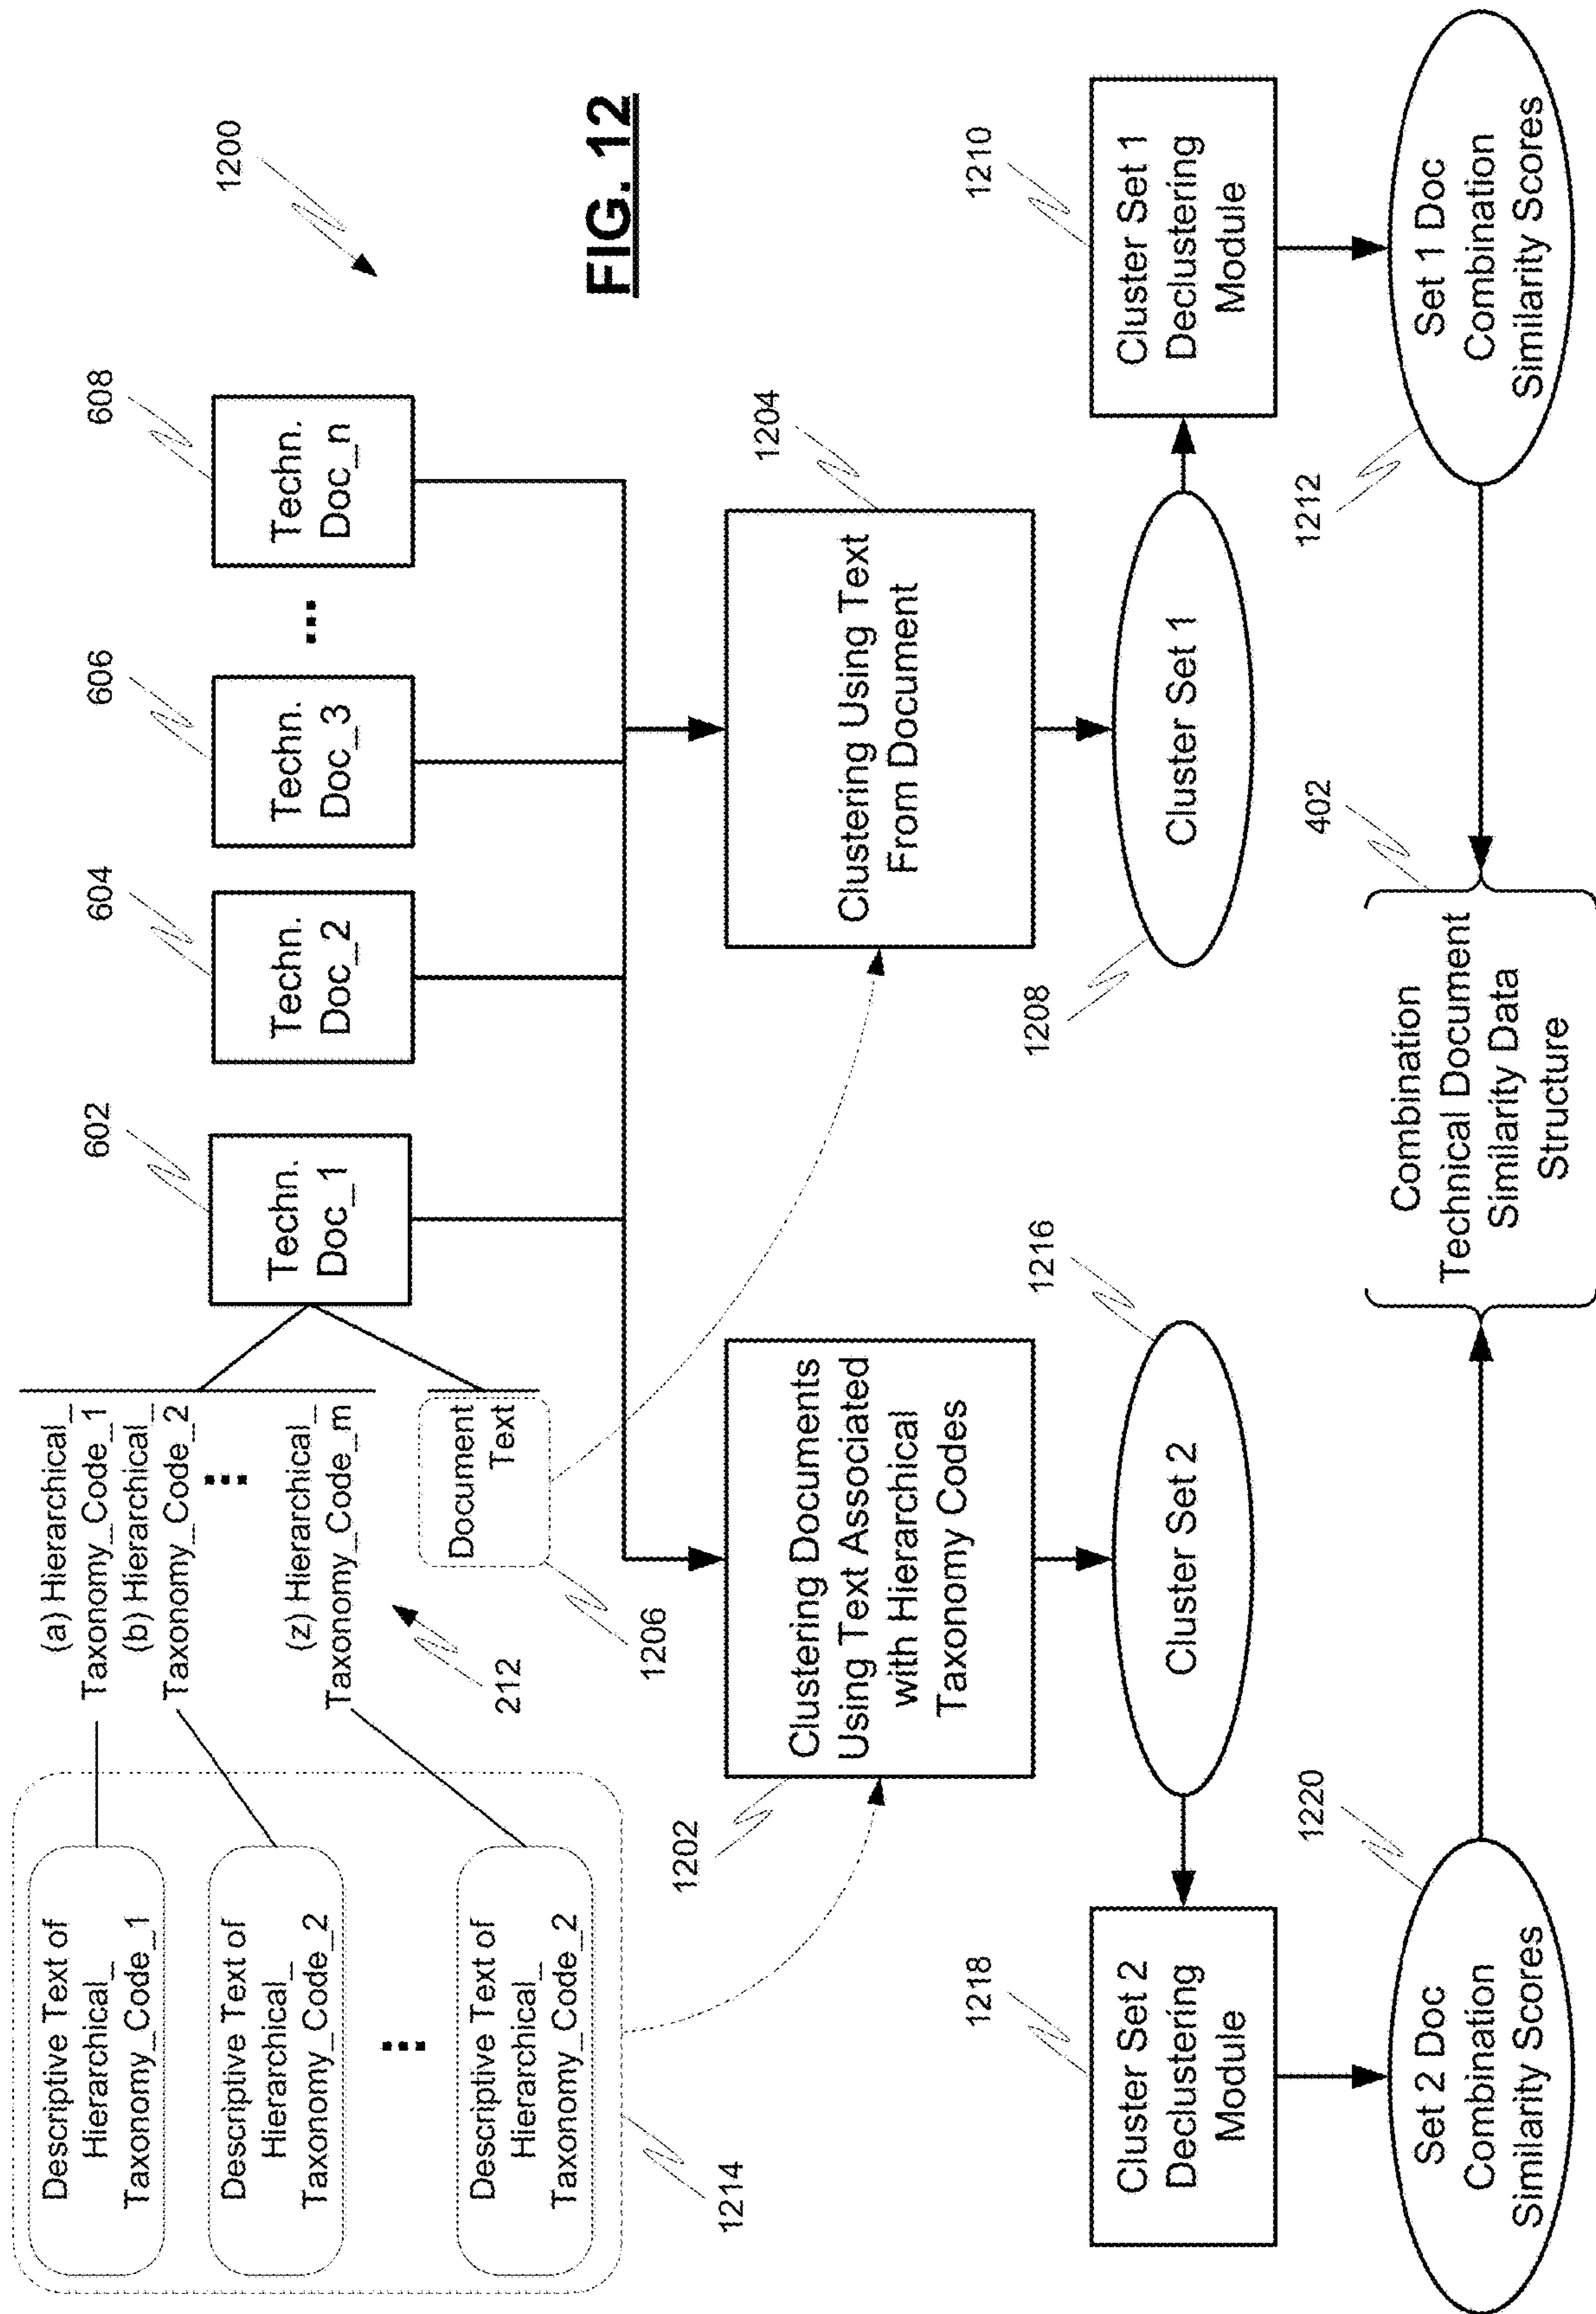 1200
FIG. 12
Descriptive Text of
Hierarchical_
Taxonomy_Code_1
Descriptive Text of
Hierarchical_
Taxonomy_Code_2
...
Descriptive Text of
Hierarchical_
Taxonomy_Code_2
1214
(a) Hierarchical_
Taxonomy_Code_1
(b) Hierarchical_
Taxonomy_Code_2
...
(z) Hierarchical_
Taxonomy_Code_m
212
Document
Text
1206
602
Techn.
Doc_1
604
Techn.
Doc_2
606
Techn.
Doc_3
...
608
Techn.
Doc_n
1202
Clustering Documents
Using Text Associated
with Hierarchical
Taxonomy Codes
1204
Clustering Using Text
From Document
1216
Cluster Set 2
1208
Cluster Set 1
1218
Cluster Set 2
Declustering
Module
1210
Cluster Set 1
Declustering
Module
1220
Set 2 Doc
Combination
Similarity Scores
402
Combination
Technical Document
Similarity Data
Structure
1212
Set 1 Doc
Combination
Similarity Scores